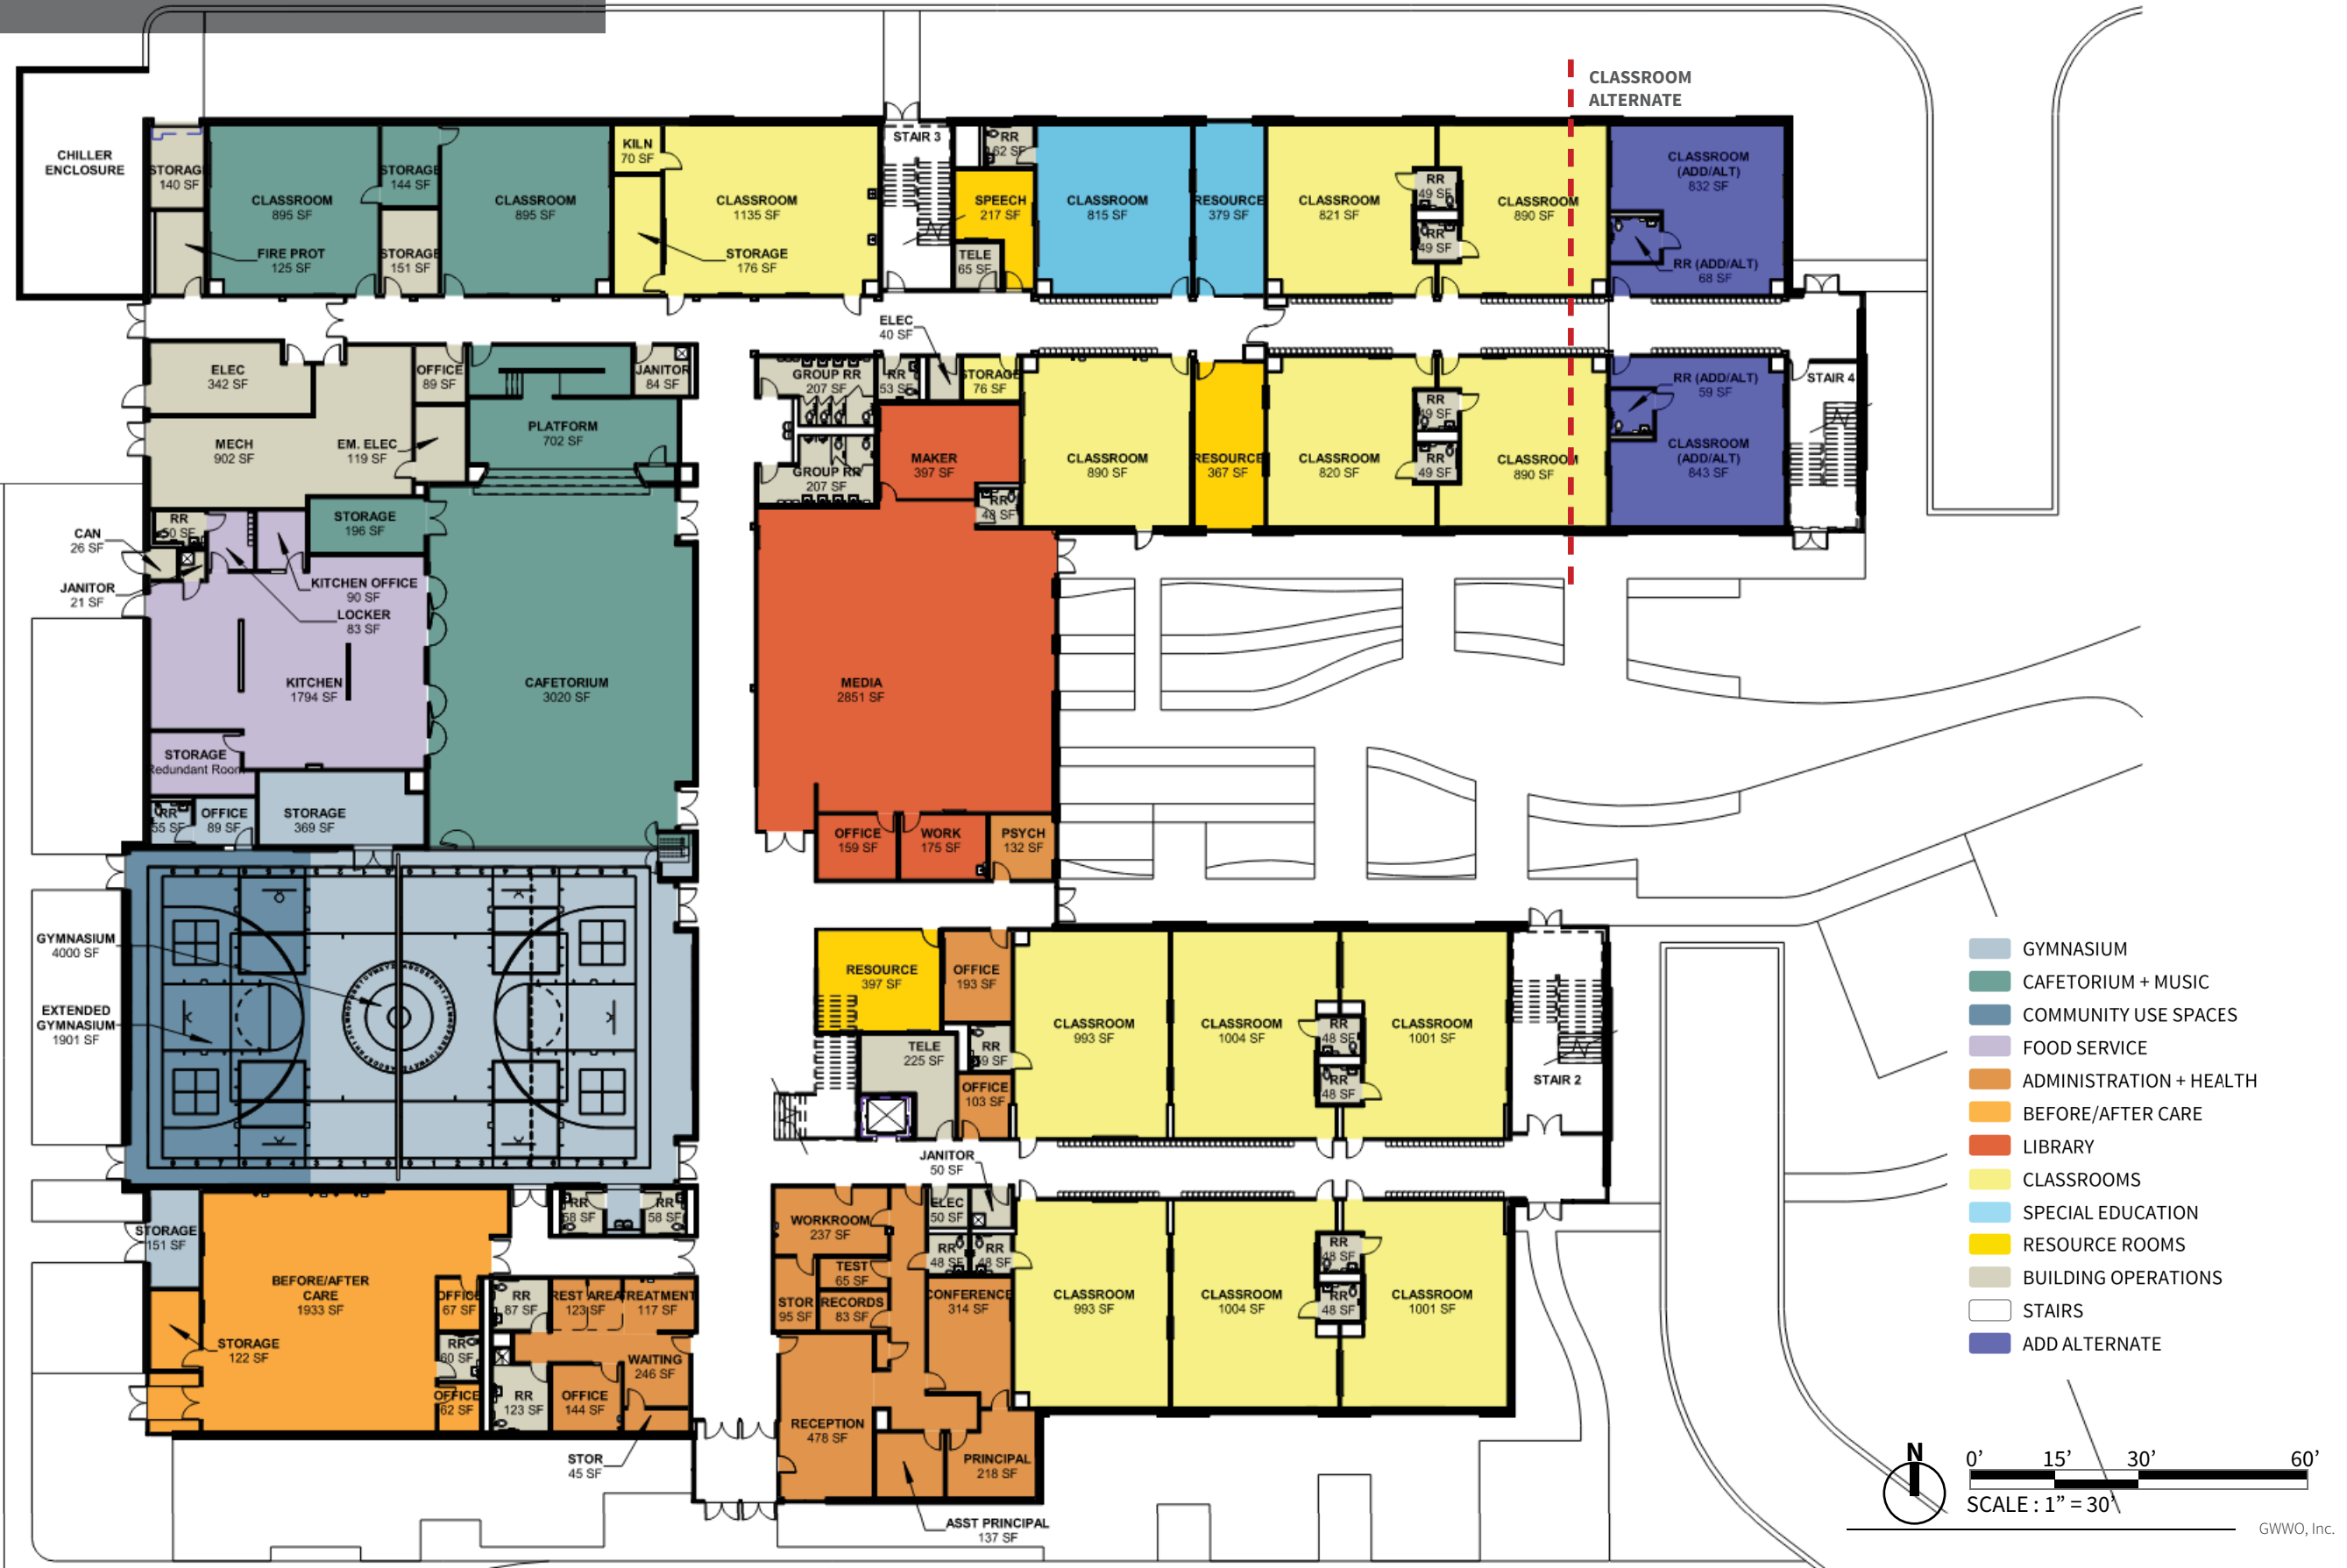 CLASSROOM
ALTERNATE
CHILLER
ENCLOSURE
STORAGE
140 SF
CLASSROOM
895 SF
FIRE PROT
125 SF
STORAGE
144 SF
STORAGE
151 SF
CLASSROOM
895 SF
KILN
70 SF
CLASSROOM
1135 SF
STORAGE
176 SF
STAIR 3
RR
62 SF
SPEECH
217 SF
TELE
65 SF
CLASSROOM
815 SF
RESOURCE
379 SF
CLASSROOM
821 SF
RR
49 SF
RR
49 SF
CLASSROOM
890 SF
CLASSROOM
(ADD/ALT)
832 SF
RR (ADD/ALT)
68 SF
ELEC
40 SF
ELEC
342 SF
MECH
902 SF
EM. ELEC
119 SF
OFFICE
89 SF
PLATFORM
702 SF
JANITOR
84 SF
GROUP RR
207 SF
GROUP RR
207 SF
RR
53 SF
STORAGE
76 SF
MAKER
397 SF
RR
48 SF
CLASSROOM
890 SF
RESOURCE
367 SF
CLASSROOM
820 SF
RR
49 SF
RR
49 SF
CLASSROOM
890 SF
RR (ADD/ALT)
59 SF
CLASSROOM
(ADD/ALT)
843 SF
STAIR 4
CAN
26 SF
JANITOR
21 SF
RR
50 SF
STORAGE
196 SF
KITCHEN OFFICE
90 SF
LOCKER
83 SF
KITCHEN
1794 SF
STORAGE
Redundant Room
CAFETORIUM
3020 SF
MEDIA
2851 SF
RR
55 SF
OFFICE
89 SF
STORAGE
369 SF
OFFICE
159 SF
WORK
175 SF
PSYCH
132 SF
GYMNASIUM
4000 SF
EXTENDED
GYMNASIUM
1901 SF
RESOURCE
397 SF
OFFICE
193 SF
TELE
225 SF
RR
OFFICE
103 SF
CLASSROOM
993 SF
CLASSROOM
1004 SF
RR
48 SF
RR
48 SF
CLASSROOM
1001 SF
STAIR 2
JANITOR
50 SF
STORAGE
151 SF
BEFORE/AFTER
CARE
1933 SF
STORAGE
122 SF
OFFICE
67 SF
RR
60 SF
OFFICE
62 SF
RR
58 SF
RR
58 SF
RR
87 SF
REST AREA
123 SF
TREATMENT
117 SF
WAITING
246 SF
RR
123 SF
OFFICE
144 SF
STOR
45 SF
WORKROOM
237 SF
ELEC
50 SF
RR
48 SF
RR
48 SF
TEST
65 SF
STOR
95 SF
RECORDS
83 SF
CONFERENCE
314 SF
RECEPTION
478 SF
PRINCIPAL
218 SF
ASST PRINCIPAL
137 SF
CLASSROOM
993 SF
CLASSROOM
1004 SF
RR
48 SF
RR
48 SF
CLASSROOM
1001 SF
GYMNASIUM
CAFETORIUM + MUSIC
COMMUNITY USE SPACES
FOOD SERVICE
ADMINISTRATION + HEALTH
BEFORE/AFTER CARE
LIBRARY
CLASSROOMS
SPECIAL EDUCATION
RESOURCE ROOMS
BUILDING OPERATIONS
STAIRS
ADD ALTERNATE
N
0’ 15’ 30’ 60’
SCALE : 1” = 30’
GWWO, Inc.